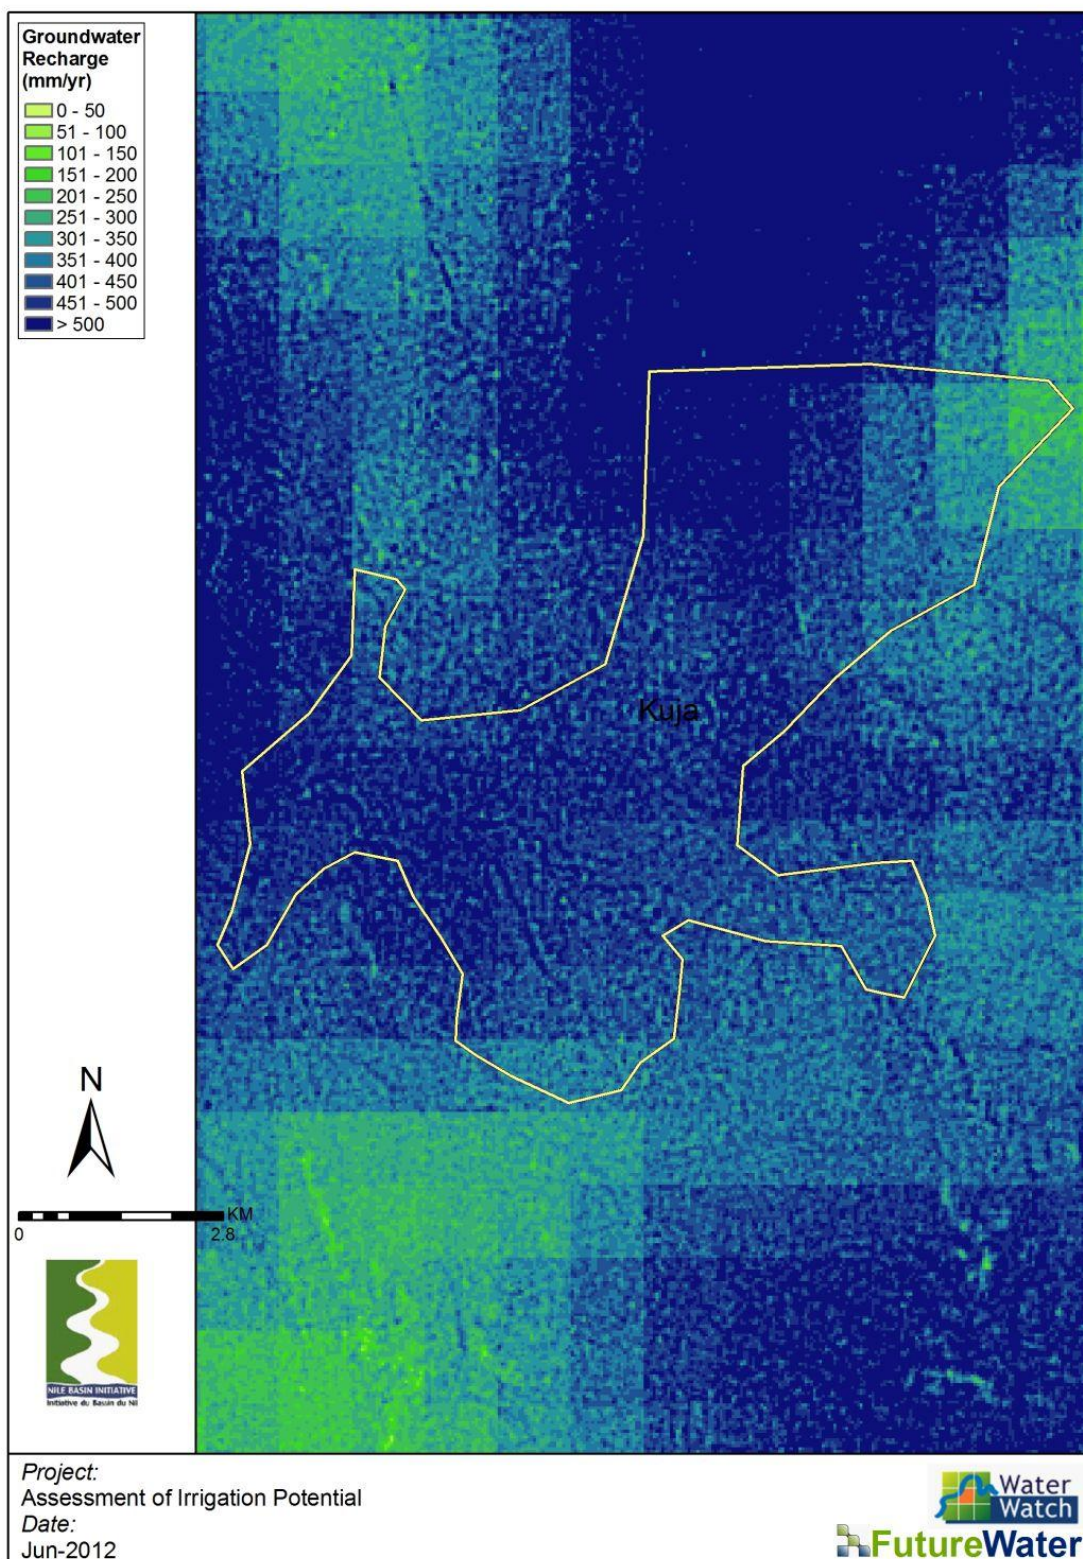 Groundwater
Recharge
(mm/yr)
0 - 50
51 - 100
101 - 150
151 - 200
201 - 250
251 - 300
301 - 350
351 - 400
401 - 450
451 - 500
> 500
Kuja
N
KM
0 2.8
NILE BASIN INITIATIVE
Initiative du Bassin du Nil
Project:
Assessment of Irrigation Potential
Date:
Jun-2012
Water
Watch
FutureWater